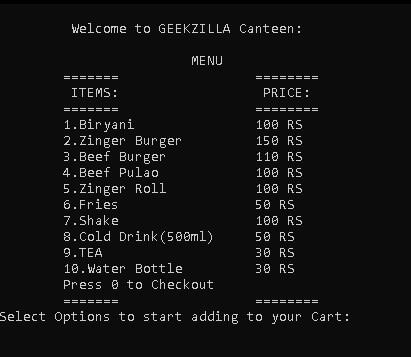 Welcome to GEEKZILLA Canteen:
MENU
======= ========
ITEMS: PRICE:
======= ========
1.Biryani 100 RS
2.Zinger Burger 150 RS
3.Beef Burger 110 RS
4.Beef Pulao 100 RS
5.Zinger Roll 100 RS
6.Fries 50 RS
7.Shake 100 RS
8.Cold Drink(500ml) 50 RS
9.TEA 30 RS
10.Water Bottle 30 RS
Press 0 to Checkout
======= ========
Select Options to start adding to your Cart: